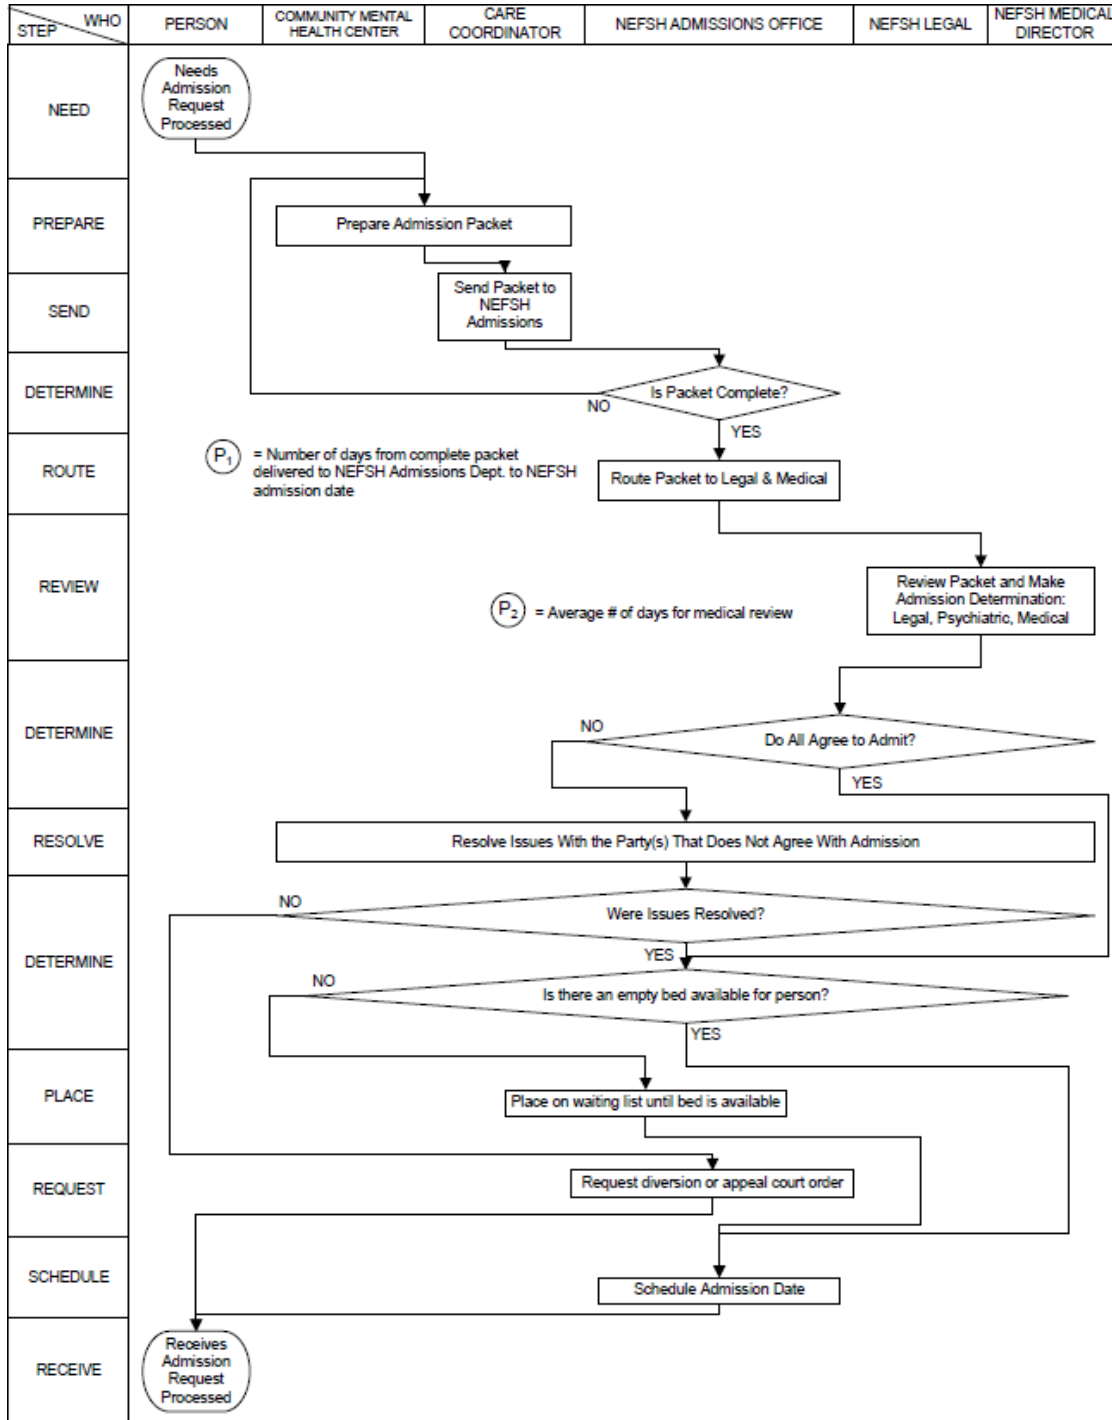 WHO
STEP
PERSON
COMMUNITY MENTAL
HEALTH CENTER
CARE
COORDINATOR
NEFSH ADMISSIONS OFFICE
NEFSH LEGAL
NEFSH MEDICAL
DIRECTOR
NEED
Needs
Admission
Request
Processed
PREPARE
Prepare Admission Packet
SEND
Send Packet to
NEFSH
Admissions
DETERMINE
Is Packet Complete?
NO
YES
ROUTE
P1 = Number of days from complete packet
delivered to NEFSH Admissions Dept. to NEFSH
admission date
Route Packet to Legal & Medical
REVIEW
Review Packet and Make
Admission Determination:
Legal, Psychiatric, Medical
P2 = Average # of days for medical review
DETERMINE
NO
Do All Agree to Admit?
YES
RESOLVE
Resolve Issues With the Party(s) That Does Not Agree With Admission
DETERMINE
NO
Were Issues Resolved?
YES
NO
Is there an empty bed available for person?
YES
PLACE
Place on waiting list until bed is available
REQUEST
Request diversion or appeal court order
SCHEDULE
Schedule Admission Date
RECEIVE
Receives
Admission
Request
Processed